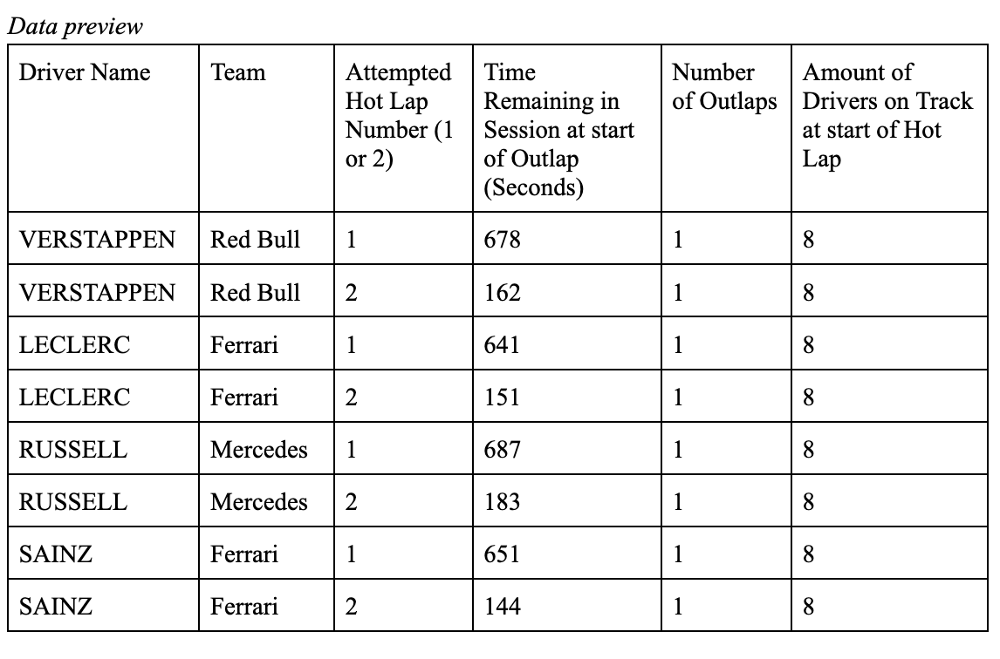 Data preview
Driver Name Team Attempted Hot Lap Number (1 or 2) Time Remaining in Session at start of Outlap (Seconds) Number of Outlaps Amount of Drivers on Track at start of Hot Lap
VERSTAPPEN Red Bull 1 678 1 8
VERSTAPPEN Red Bull 2 162 1 8
LECLERC Ferrari 1 641 1 8
LECLERC Ferrari 2 151 1 8
RUSSELL Mercedes 1 687 1 8
RUSSELL Mercedes 2 183 1 8
SAINZ Ferrari 1 651 1 8
SAINZ Ferrari 2 144 1 8